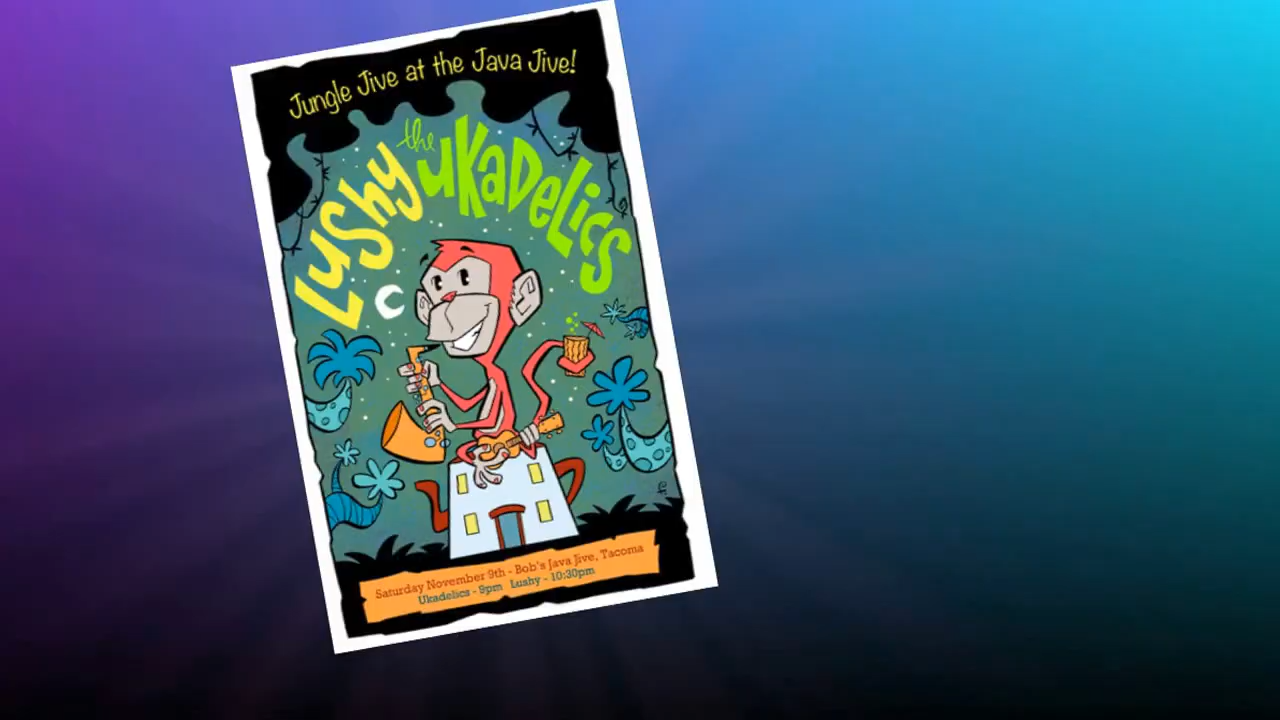 Jungle Jive at the Java Jive!
Lushy the ukadelics
Saturday November 9th - Bob's Java Jive, Tacoma
Ukadelics - 9pm Lushy - 10:30pm